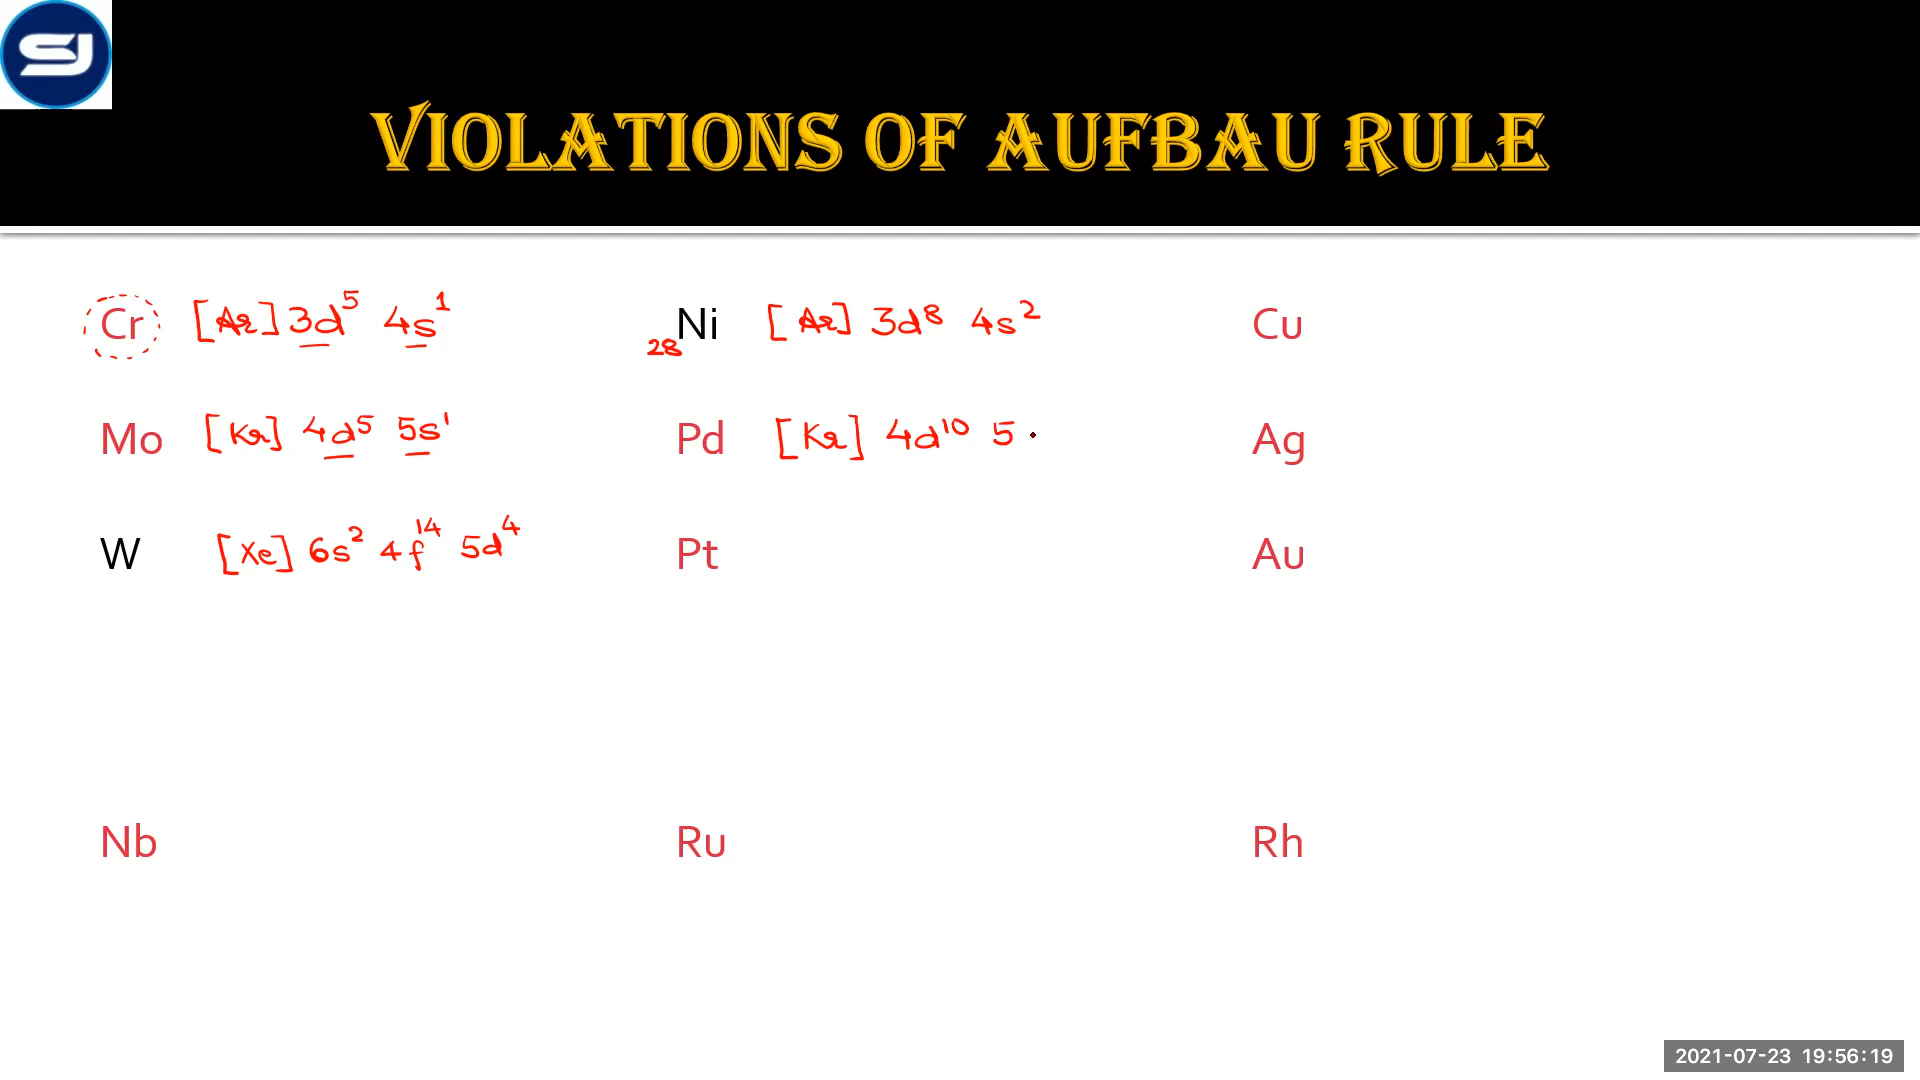 SJ
VIOLATIONS OF AUFBAU RULE
Cr [Ar] 3d⁵ 4s¹
28Ni [Ar] 3d⁸ 4s²
Cu
Mo [Kr] 4d⁵ 5s¹
Pd [Kr] 4d¹⁰ 5
Ag
W [Xe] 6s² 4f¹⁴ 5d⁴
Pt
Au
Nb
Ru
Rh
2021-07-23 19:56:19